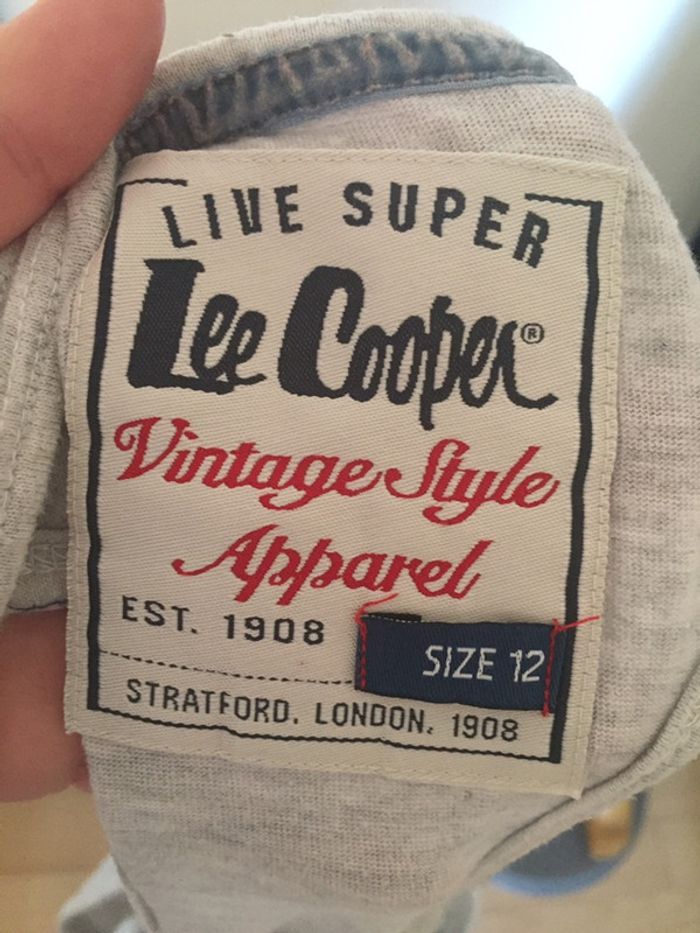 LIVE SUPER
Lee Cooper®
Vintage Style
Apparel
EST. 1908
SIZE 12
STRATFORD. LONDON. 1908